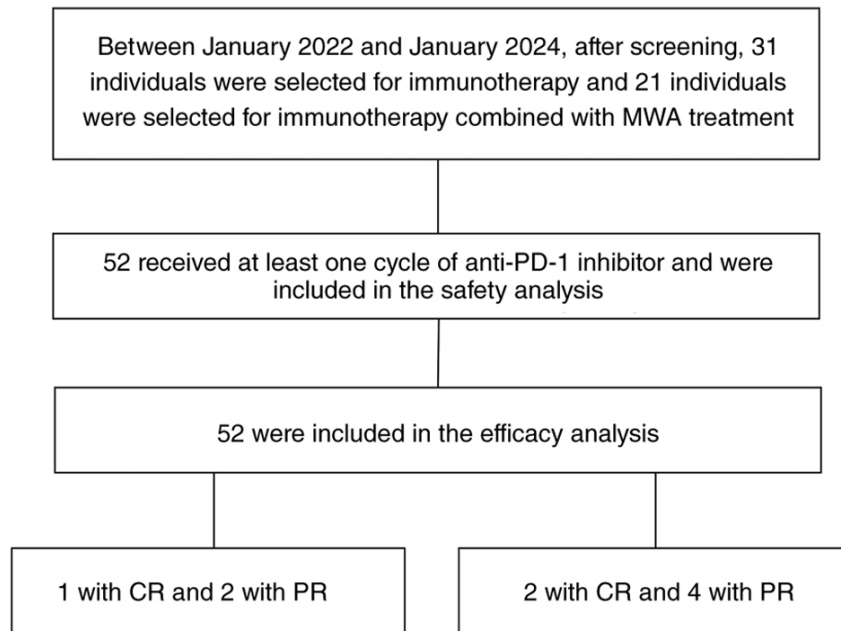 Between January 2022 and January 2024, after screening, 31
individuals were selected for immunotherapy and 21 individuals
were selected for immunotherapy combined with MWA treatment
52 received at least one cycle of anti-PD-1 inhibitor and were
included in the safety analysis
52 were included in the efficacy analysis
1 with CR and 2 with PR
2 with CR and 4 with PR